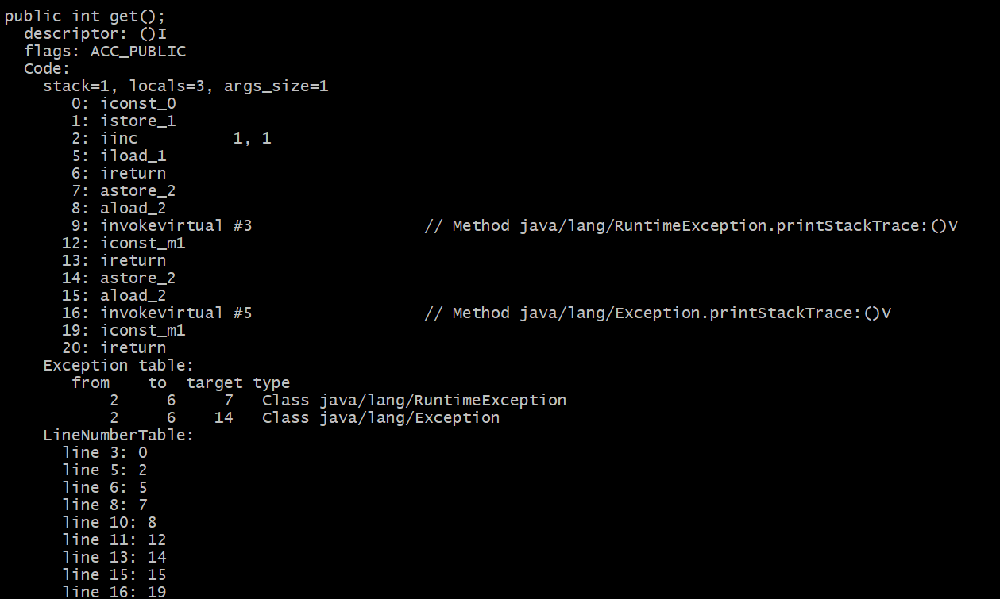 public int get();
descriptor: ()I
flags: ACC_PUBLIC
Code:
stack=1, locals=3, args_size=1
0: iconst_0
1: istore_1
2: iinc 1, 1
5: iload_1
6: ireturn
7: astore_2
8: aload_2
9: invokevirtual #3 // Method java/lang/RuntimeException.printStackTrace:()V
12: iconst_m1
13: ireturn
14: astore_2
15: aload_2
16: invokevirtual #5 // Method java/lang/Exception.printStackTrace:()V
19: iconst_m1
20: ireturn
Exception table:
from to target type
2 6 7 Class java/lang/RuntimeException
2 6 14 Class java/lang/Exception
LineNumberTable:
line 3: 0
line 5: 2
line 6: 5
line 8: 7
line 10: 8
line 11: 12
line 13: 14
line 15: 15
line 16: 19